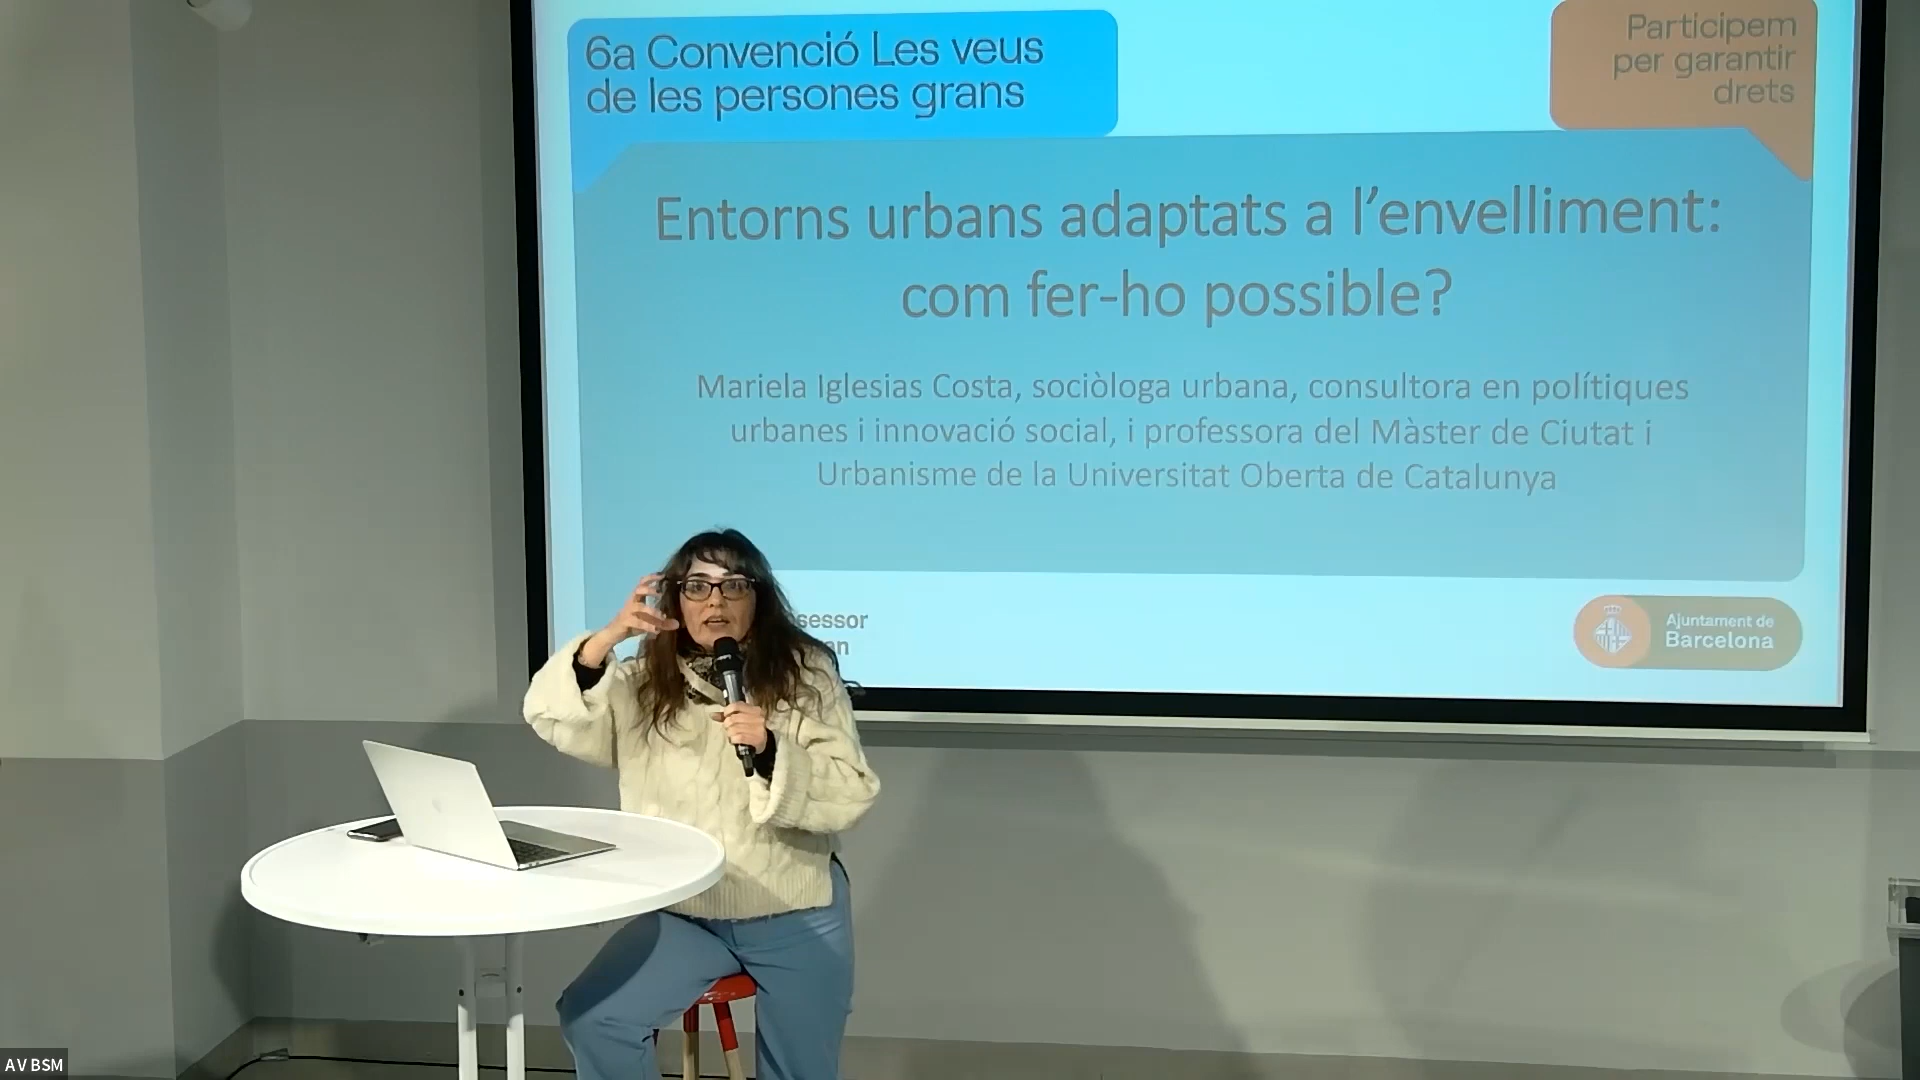 6a Convenció Les veus
de les persones grans
Participem
per garantir
drets
Entorns urbans adaptats a l’envelliment:
com fer-ho possible?
Mariela Iglesias Costa, sociòloga urbana, consultora en polítiques
urbanes i innovació social, i professora del Màster de Ciutat i
Urbanisme de la Universitat Oberta de Catalunya
Ajuntament de
Barcelona
AV BSM